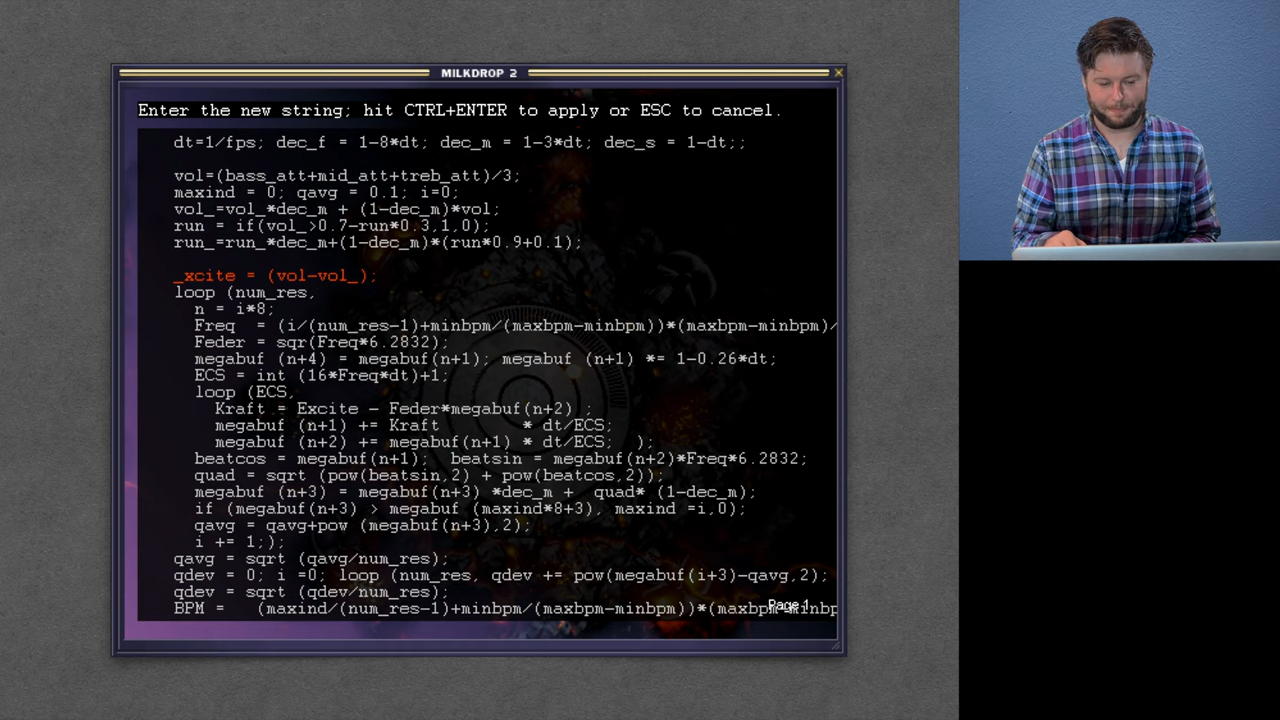 MILKDROP 2
Enter the new string; hit CTRL+ENTER to apply or ESC to cancel.
dt=1/fps; dec_f = 1-8*dt; dec_m = 1-3*dt; dec_s = 1-dt;;
vol=(bass_att+mid_att+treb_att)/3;
maxind = 0; qavg = 0.1; i=0;
vol_=vol_*dec_m + (1-dec_m)*vol;
run = if(vol_>0.7-run*0.3,1,0);
run_=run_*dec_m+(1-dec_m)*(run*0.9+0.1);
_xcite = (vol-vol_);
loop (num_res,
n = i*8;
Freq = (i/(num_res-1)+minbpm/(maxbpm-minbpm))*(maxbpm-minbpm)/
Feder = sqr(Freq*6.2832);
megabuf (n+4) = megabuf(n+1); megabuf (n+1) *= 1-0.26*dt;
ECS = int (16*Freq*dt)+1;
loop (ECS,
Kraft = Excite - Feder*megabuf(n+2) ;
megabuf (n+1) += Kraft * dt/ECS;
megabuf (n+2) += megabuf(n+1) * dt/ECS; );
beatcos = megabuf(n+1); beatsin = megabuf(n+2)*Freq*6.2832;
quad = sqrt (pow(beatsin,2) + pow(beatcos,2));
megabuf (n+3) = megabuf(n+3) *dec_m + quad* (1-dec_m);
if (megabuf(n+3) > megabuf (maxind*8+3), maxind =i,0);
qavg = qavg+pow (megabuf(n+3),2);
i += 1;);
qavg = sqrt (qavg/num_res);
qdev = 0; i =0; loop (num_res, qdev += pow(megabuf(i+3)-qavg,2);
qdev = sqrt (qdev/num_res);
BPM = (maxind/(num_res-1)+minbpm/(maxbpm-minbpm))*(maxbpm-minbp
Page 1